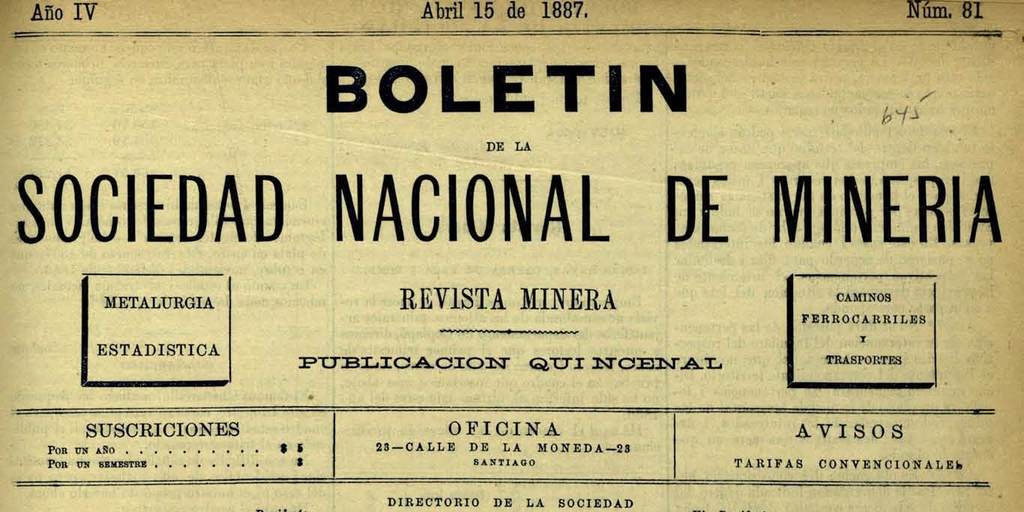 Año IV Abril 15 de 1887. Núm. 81
BOLETIN
645
DE LA
SOCIEDAD NACIONAL DE MINERIA
METALURGIA
ESTADISTICA
REVISTA MINERA
PUBLICACION QUINCENAL
CAMINOS
FERROCARRILES
Y
TRASPORTES
SUSCRICIONES
POR UN AÑO . . . . . . . . . . $ 5
POR UN SEMESTRE . . . . . . . . 3
OFICINA
23—CALLE DE LA MONEDA—23
SANTIAGO
AVISOS
TARIFAS CONVENCIONALES
DIRECTORIO DE LA SOCIEDAD